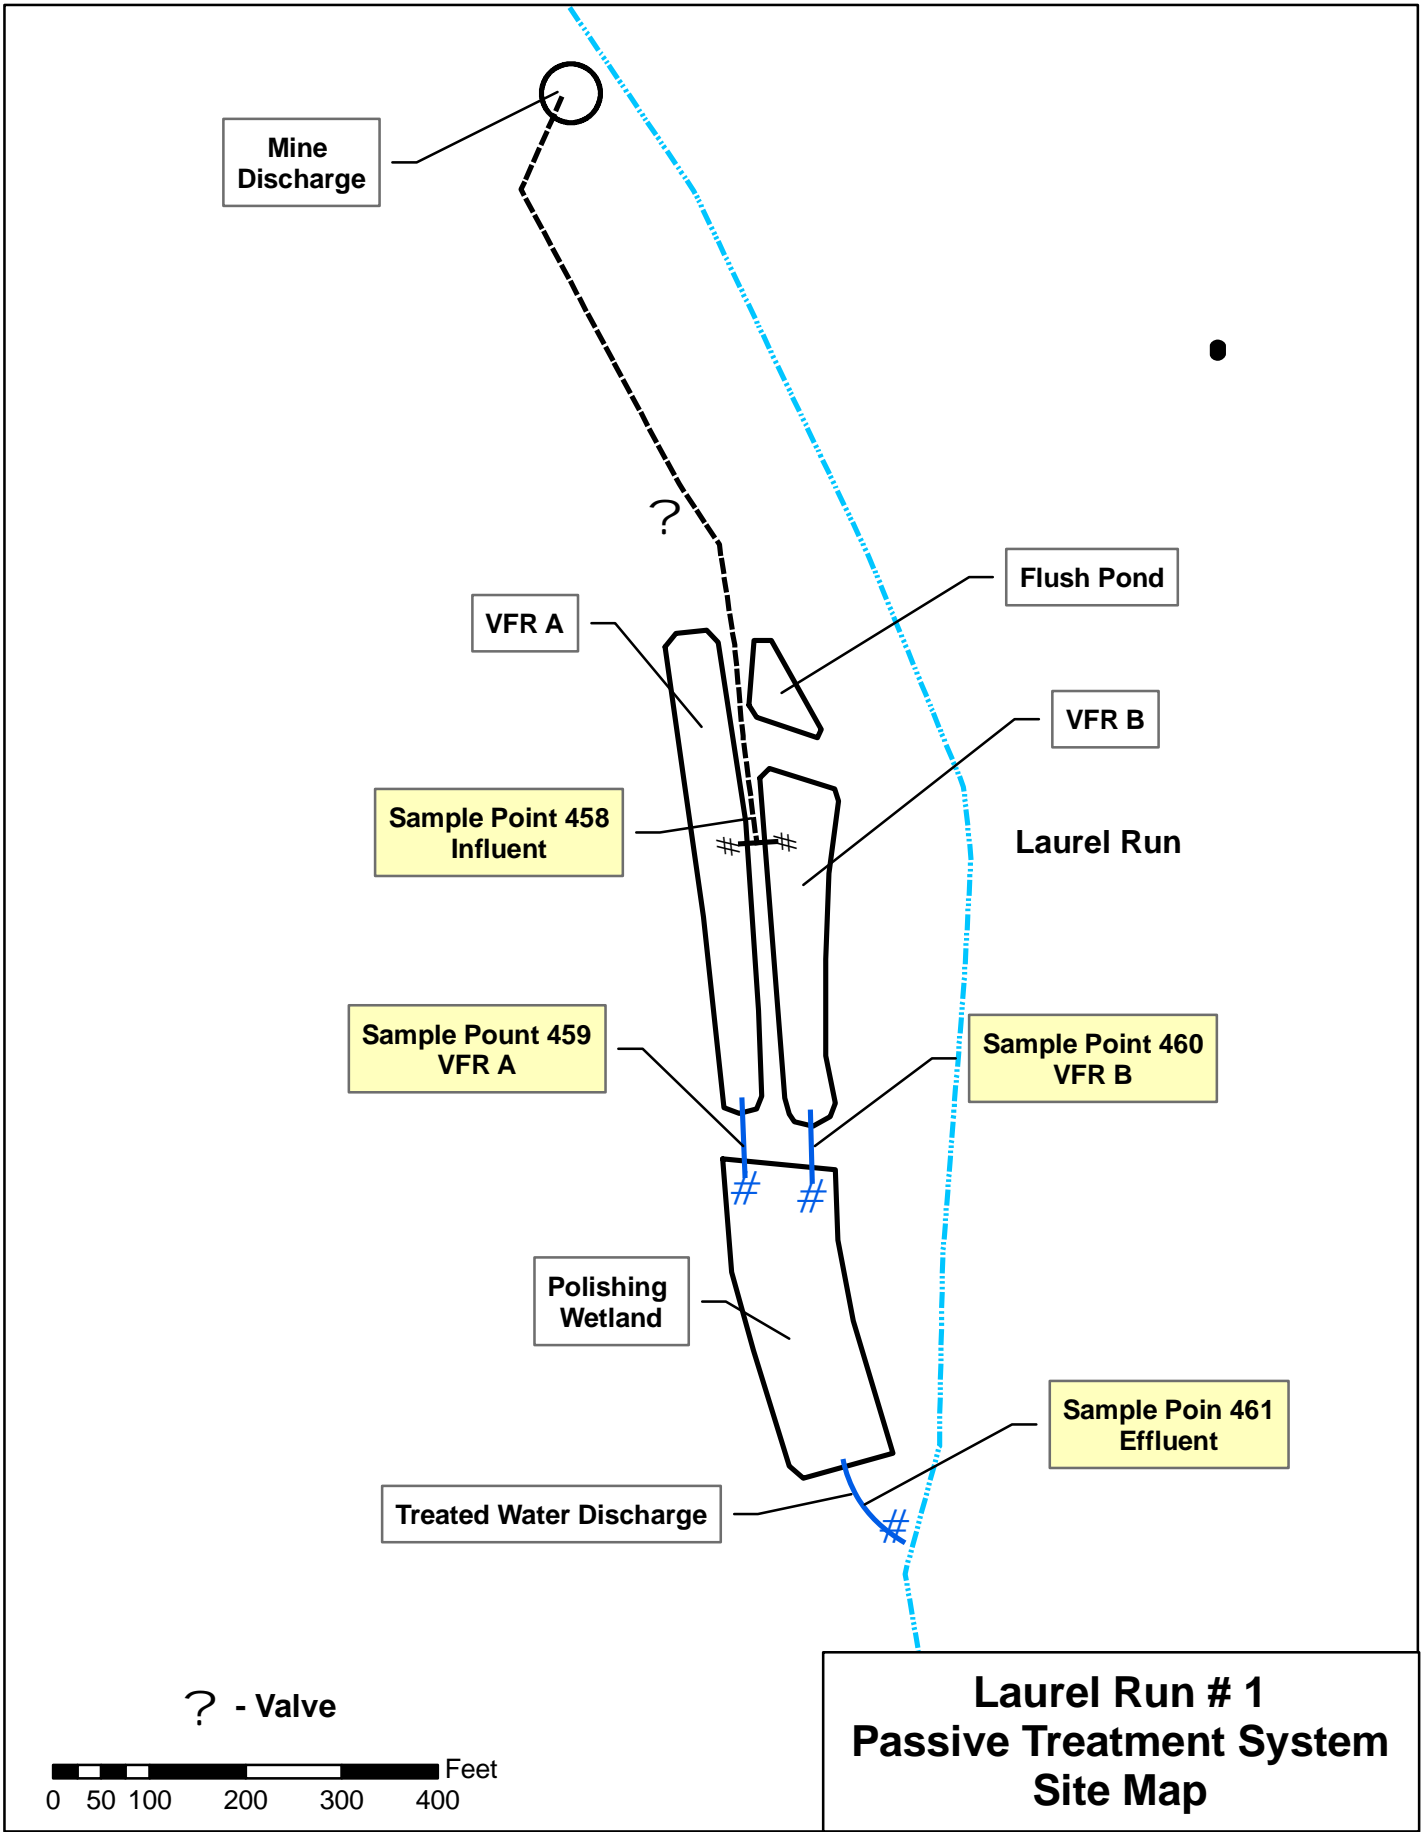 Mine
Discharge
?
Flush Pond
VFR A
VFR B
Sample Point 458
Influent
# #
Laurel Run
Sample Pount 459
VFR A
Sample Point 460
VFR B
# #
Polishing
Wetland
Sample Poin 461
Effluent
Treated Water Discharge
#
? - Valve
Feet
0 50 100 200 300 400
Laurel Run # 1
Passive Treatment System
Site Map